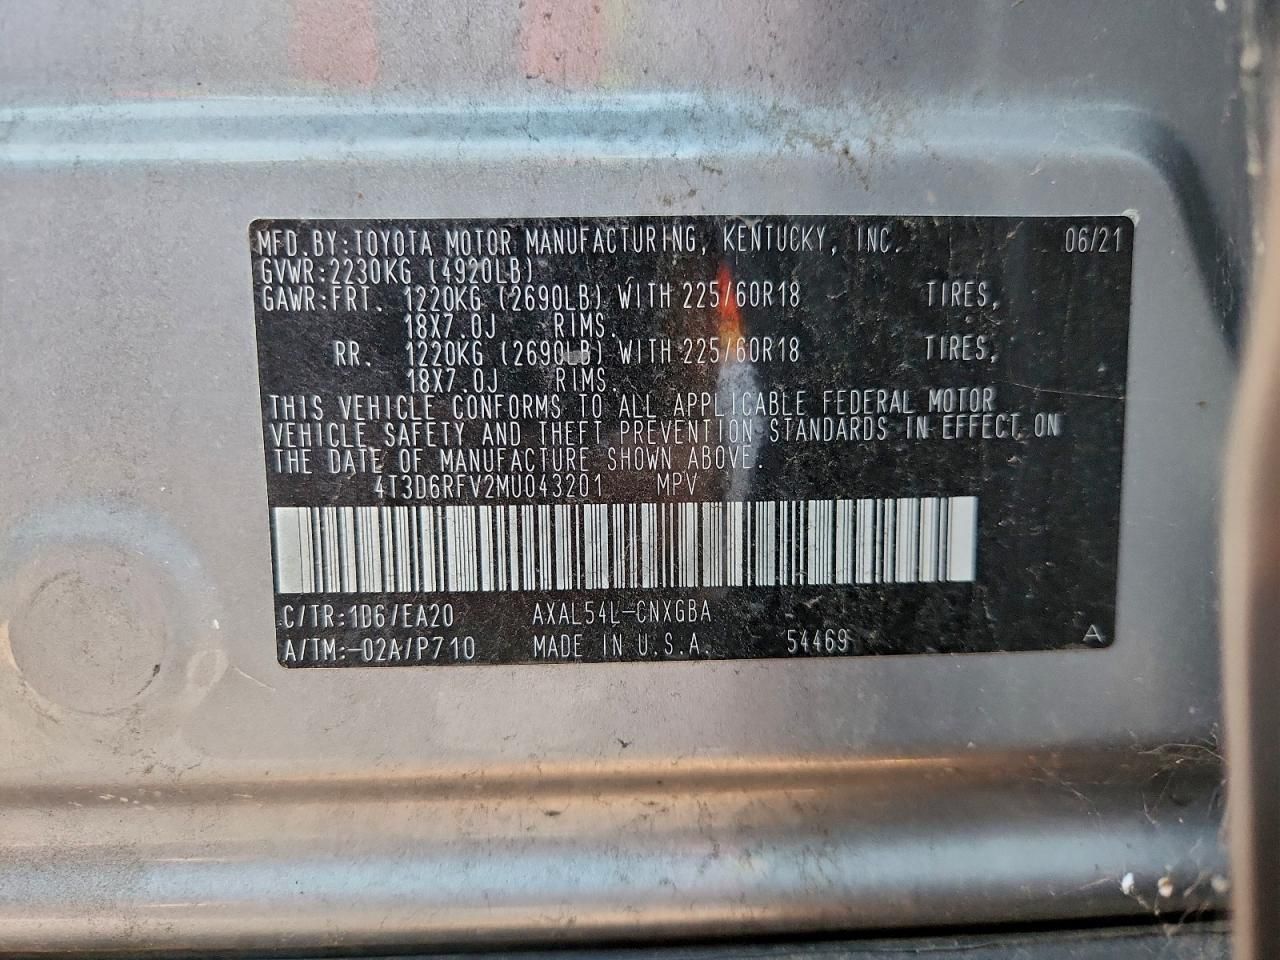 MFD. BY: TOYOTA MOTOR MANUFACTURING, KENTUCKY, INC. 06/21
GVWR: 2230KG (4920LB)
GAWR: FRT. 1220KG (2690LB) WITH 225/60R18 TIRES,
18X7.0J RIMS.
RR. 1220KG (2690LB) WITH 225/60R18 TIRES,
18X7.0J RIMS.
THIS VEHICLE CONFORMS TO ALL APPLICABLE FEDERAL MOTOR
VEHICLE SAFETY AND THEFT PREVENTION STANDARDS IN EFFECT ON
THE DATE OF MANUFACTURE SHOWN ABOVE.
4T3D6RFV2MU043201 MPV
C/TR: 1D6/EA20 AXAL54L-CNXGBA
A/TM: -02A/P710 MADE IN U.S.A. 54469 A